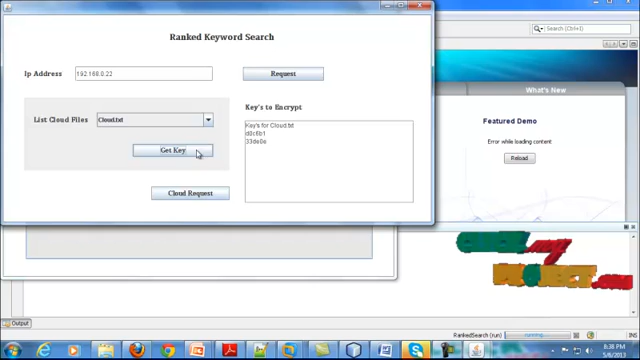 Ranked Keyword Search
Search (Ctrl+I)
Ip Address
192.168.0.22
Request
What's New
List Cloud Files
Cloud.txt
Key's to Encrypt
Key's for Cloud.txt
d8c6b1
33de0e
Get Key
Cloud Request
Featured Demo
Error while loading content
Reload
Output
RankedSearch (run)
running...
INS
6:38 PM
5/8/2013